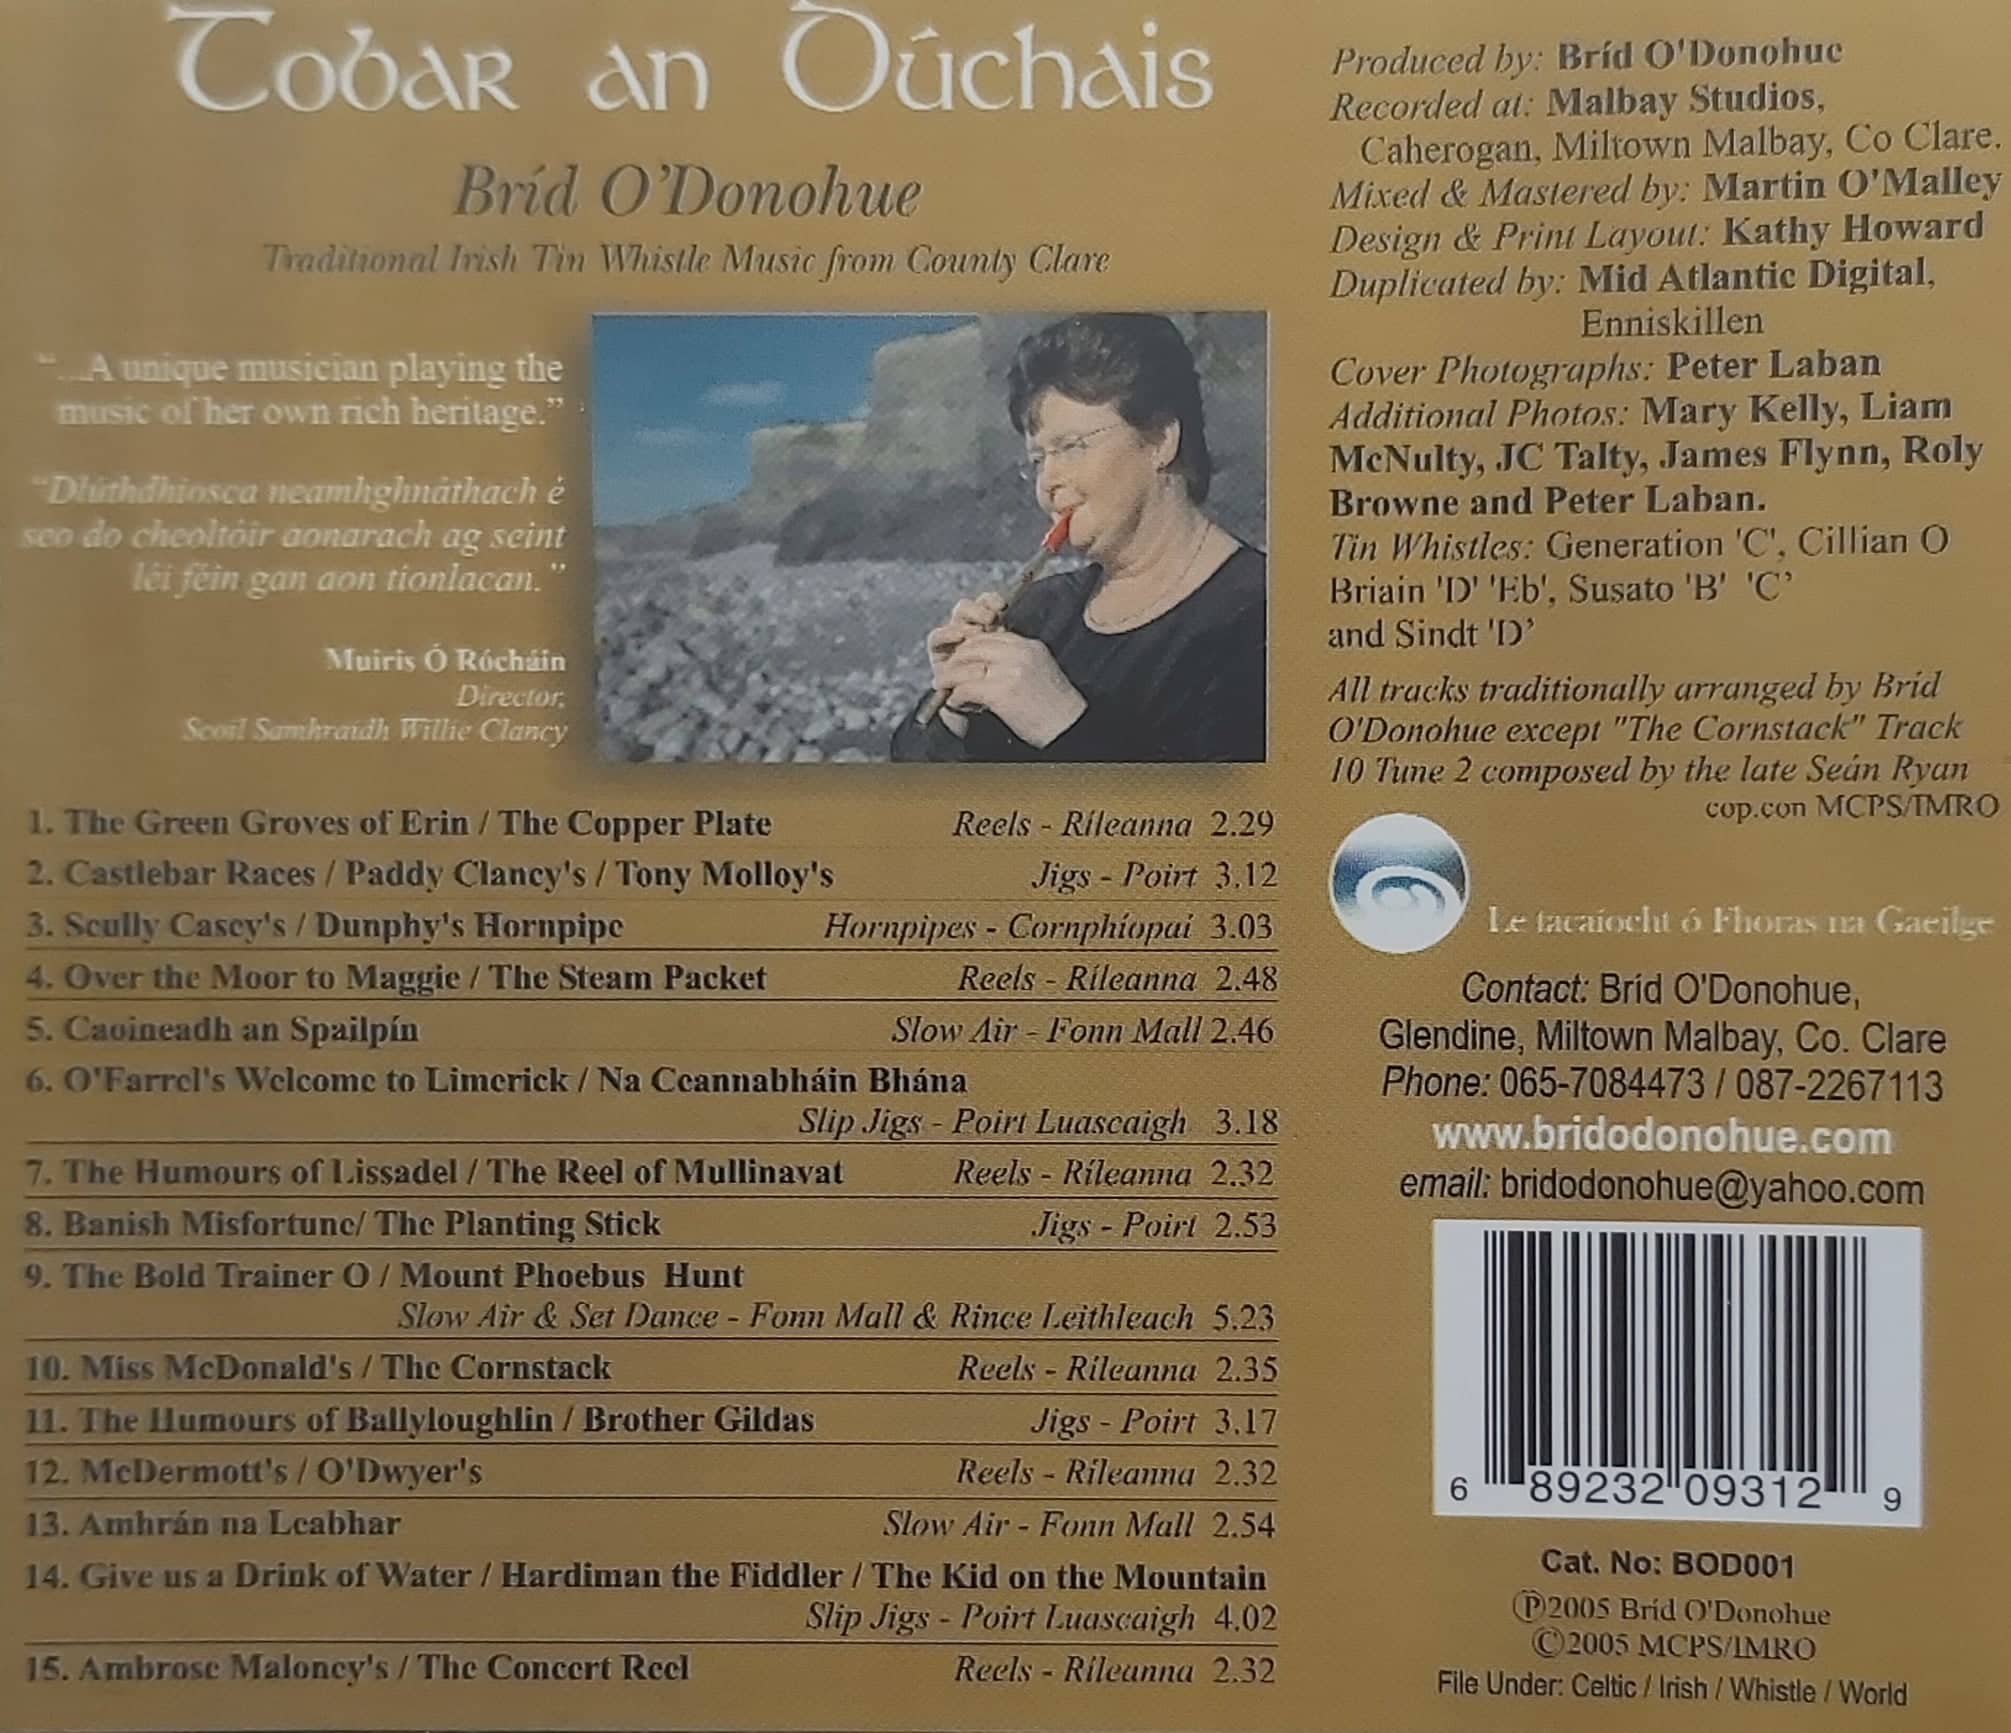 Tobar an Dúchais
Bríd O'Donohue
Traditional Irish Tin Whistle Music from County Clare
"...A unique musician playing the
music of her own rich heritage."
"Dlúthdhiosca neamhghnáthach é
seo do cheoltóir aonarach ag seint
léi féin gan aon tionlacan."
Muiris Ó Rócháin
Director,
Scoil Samhraidh Willie Clancy
1. The Green Groves of Erin / The Copper Plate Reels - Ríleanna 2.29
2. Castlebar Races / Paddy Clancy's / Tony Molloy's Jigs - Poirt 3.12
3. Scully Casey's / Dunphy's Hornpipe Hornpipes - Cornphíopaí 3.03
4. Over the Moor to Maggie / The Steam Packet Reels - Ríleanna 2.48
5. Caoineadh an Spailpín Slow Air - Fonn Mall 2.46
6. O'Farrel's Welcome to Limerick / Na Ceannabháin Bhána
Slip Jigs - Poirt Luascaigh 3.18
7. The Humours of Lissadel / The Reel of Mullinavat Reels - Ríleanna 2.32
8. Banish Misfortune/ The Planting Stick Jigs - Poirt 2.53
9. The Bold Trainer O / Mount Phoebus Hunt
Slow Air & Set Dance - Fonn Mall & Rince Leithleach 5.23
10. Miss McDonald's / The Cornstack Reels - Ríleanna 2.35
11. The Humours of Ballyloughlin / Brother Gildas Jigs - Poirt 3.17
12. McDermott's / O'Dwyer's Reels - Ríleanna 2.32
13. Amhrán na Leabhar Slow Air - Fonn Mall 2.54
14. Give us a Drink of Water / Hardiman the Fiddler / The Kid on the Mountain
Slip Jigs - Poirt Luascaigh 4.02
15. Ambrose Maloney's / The Concert Reel Reels - Ríleanna 2.32
Produced by: Bríd O'Donohue
Recorded at: Malbay Studios,
Caherogan, Miltown Malbay, Co Clare.
Mixed & Mastered by: Martin O'Malley
Design & Print Layout: Kathy Howard
Duplicated by: Mid Atlantic Digital,
Enniskillen
Cover Photographs: Peter Laban
Additional Photos: Mary Kelly, Liam
McNulty, JC Talty, James Flynn, Roly
Browne and Peter Laban.
Tin Whistles: Generation 'C', Cillian O
Briain 'D' 'Eb', Susato 'B' 'C'
and Sindt 'D'
All tracks traditionally arranged by Bríd
O'Donohue except "The Cornstack" Track
10 Tune 2 composed by the late Seán Ryan
cop.con MCPS/IMRO
Le tacaíocht ó Fhoras na Gaeilge
Contact: Bríd O'Donohue,
Glendine, Miltown Malbay, Co. Clare
Phone: 065-7084473 / 087-2267113
www.bridodonohue.com
email: bridodonohue@yahoo.com
6 89232 09312 9
Cat. No: BOD001
Ⓟ2005 Bríd O'Donohue
©2005 MCPS/IMRO
File Under: Celtic / Irish / Whistle / World